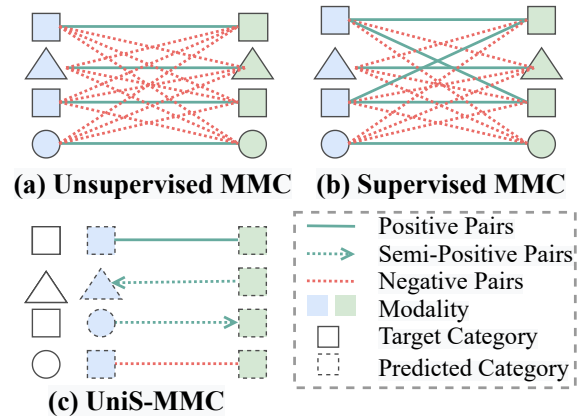 (a) Unsupervised MMC
(b) Supervised MMC
(c) UniS-MMC
Positive Pairs
Semi-Positive Pairs
Negative Pairs
Modality
Target Category
Predicted Category